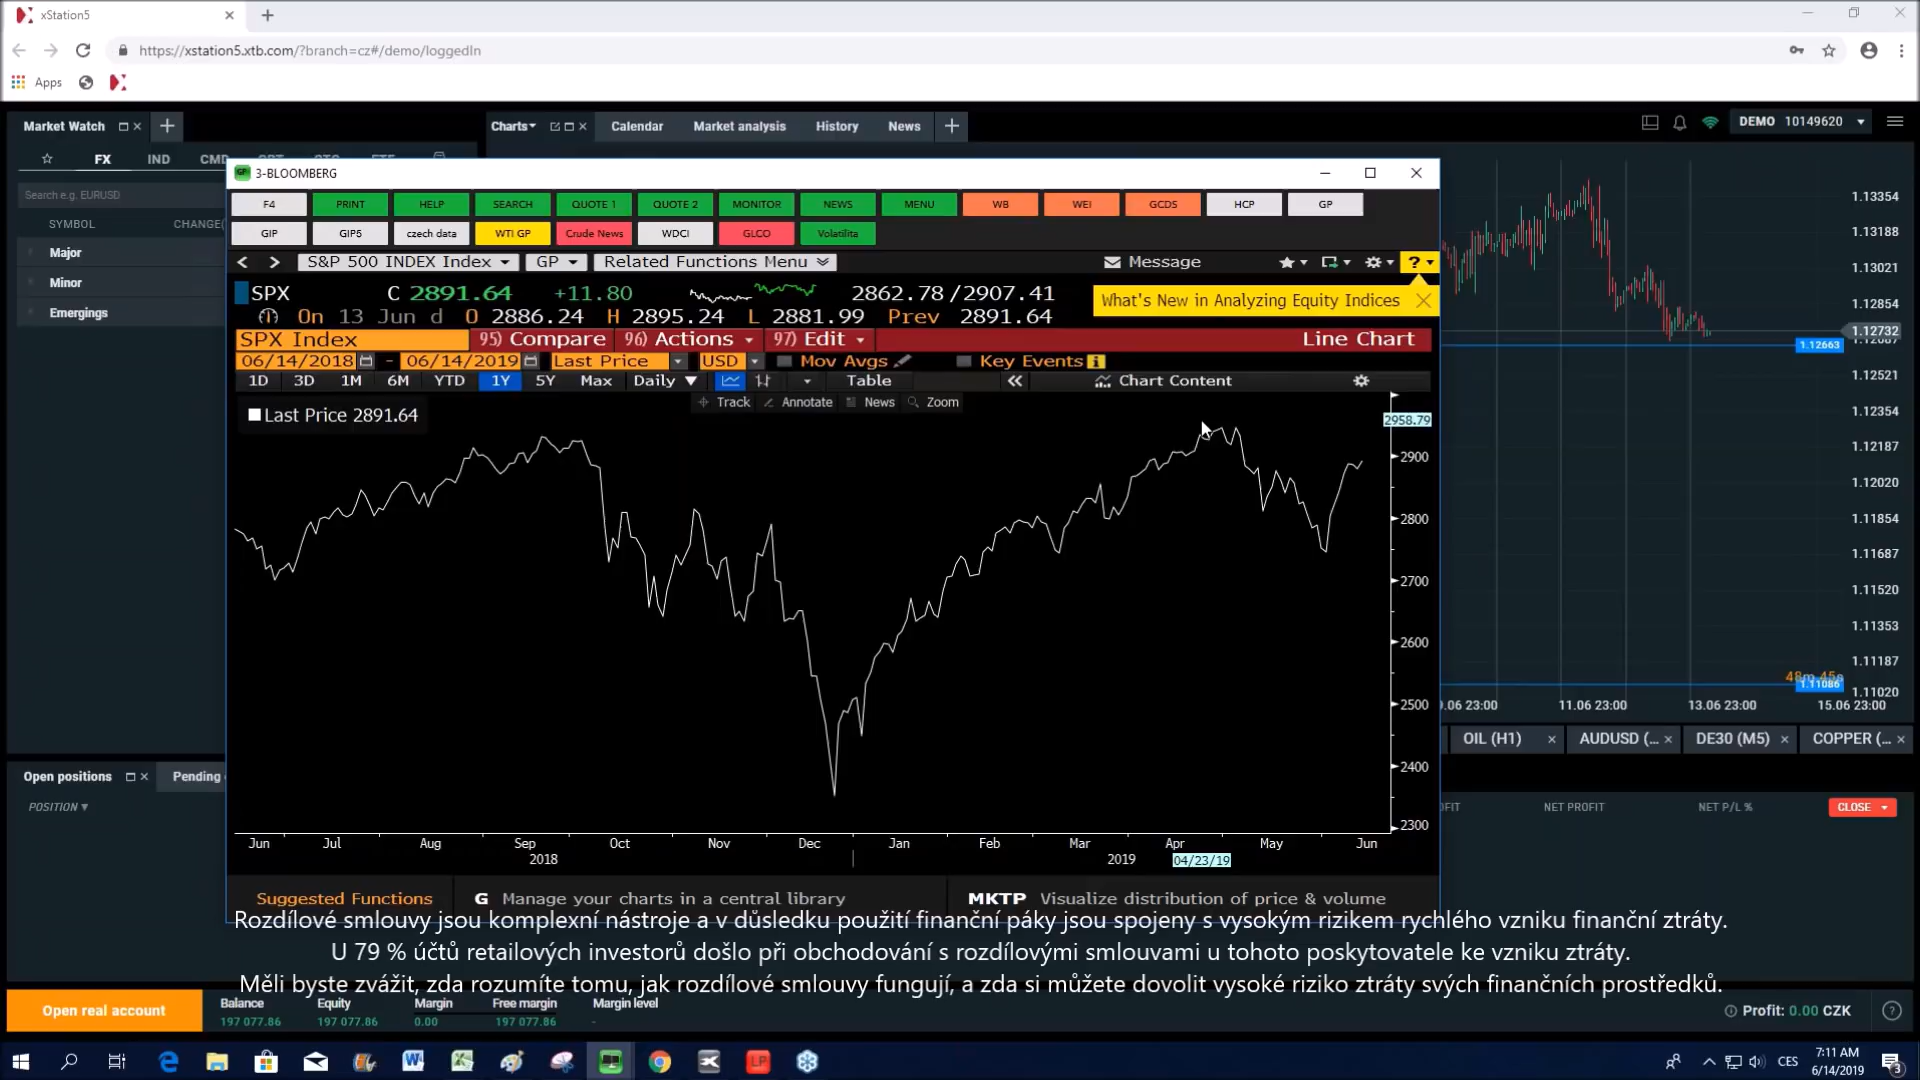 xStation5
https://xstation5.xtb.com/?branch=cz#/demo/loggedIn
Apps
Market Watch
Charts
Calendar
Market analysis
History
News
DEMO 10149620
FX IND CMD
Search e.g. EURUSD
SYMBOL CHANGE(
Major
Minor
Emergings
3-BLOOMBERG
F4 PRINT HELP SEARCH QUOTE 1 QUOTE 2 MONITOR NEWS MENU WB WEI GCDS HCP GP
GIP GIP5 czech data WTI GP Crude News WDCI GLCO Volatilita
S&P 500 INDEX Index GP Related Functions Menu Message
SPX C 2891.64 +11.80 2862.78/2907.41
What's New in Analyzing Equity Indices
On 13 Jun d O 2886.24 H 2895.24 L 2881.99 Prev 2891.64
SPX Index 95) Compare 96) Actions 97) Edit Line Chart
06/14/2018 - 06/14/2019 Last Price USD Mov Avgs Key Events
1D 3D 1M 6M YTD 1Y 5Y Max Daily Table Chart Content
Track Annotate News Zoom
Last Price 2891.64
2958.79
2900
2800
2700
2600
2500
2400
2300
Jun Jul Aug Sep Oct Nov Dec Jan Feb Mar Apr May Jun
2018 2019 04/23/19
Suggested Functions G Manage your charts in a central library MKTP Visualize distribution of price & volume
1.13354
1.13188
1.13021
1.12854
1.12732
1.12663
1.12521
1.12354
1.12187
1.12020
1.11854
1.11687
1.11520
1.11353
1.11187
48m 45s
1.11086
1.11020
.06 23:00 11.06 23:00 13.06 23:00 15.06 23:00
OIL (H1) AUDUSD (... DE30 (M5) COPPER (...
Open positions Pending
POSITION NET PROFIT NET P/L % CLOSE
Rozdílové smlouvy jsou komplexní nástroje a v důsledku použití finanční páky jsou spojeny s vysokým rizikem rychlého vzniku finanční ztráty.
U 79 % účtů retailových investorů došlo při obchodování s rozdílovými smlouvami u tohoto poskytovatele ke vzniku ztráty.
Měli byste zvážit, zda rozumíte tomu, jak rozdílové smlouvy fungují, a zda si můžete dovolit vysoké riziko ztráty svých finančních prostředků.
Open real account
Balance Equity Margin Free margin Margin level
197 077.86 197 077.86 0.00 197 077.86 -
Profit: 0.00 CZK
CES
7:11 AM
6/14/2019
3